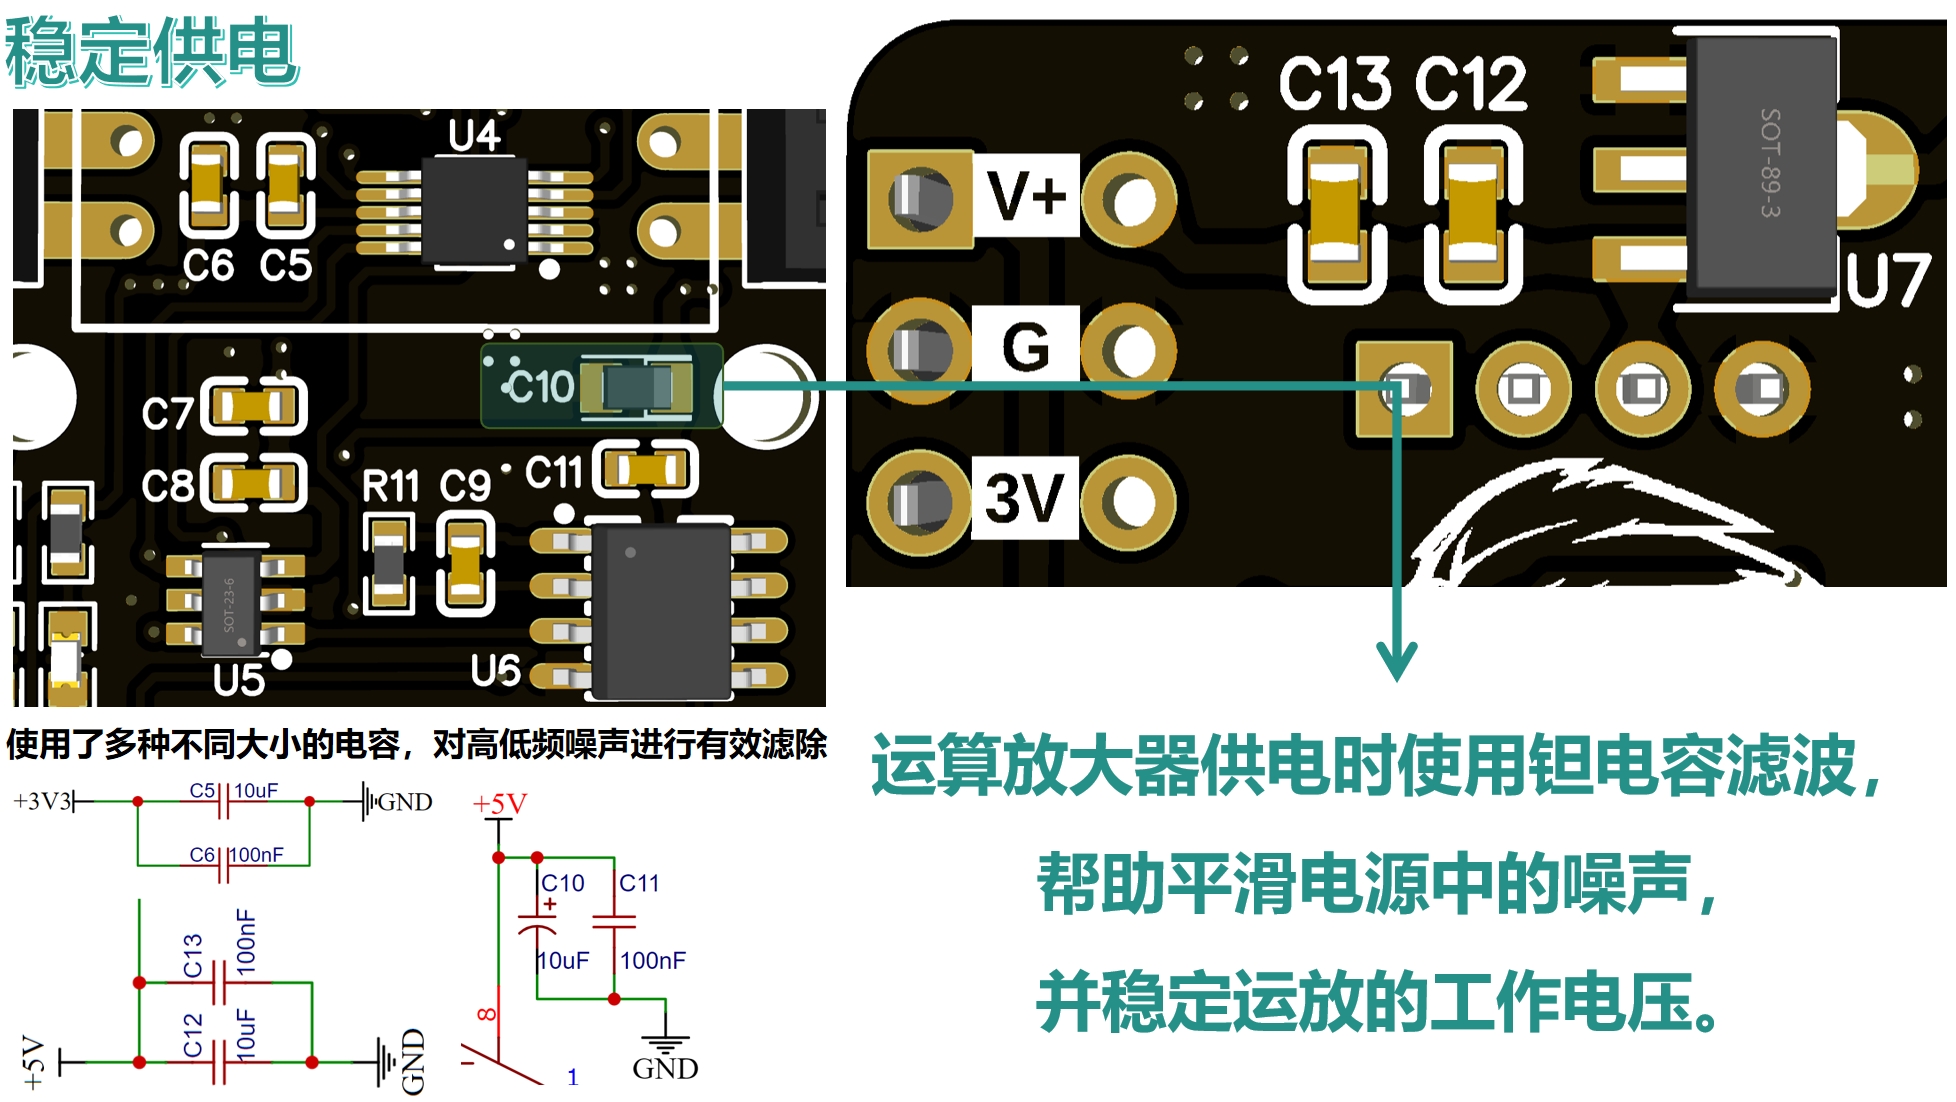 稳定供电
U4
C6 C5
C10
C7
C8
R11 C9 C11
SOT-23-6
U5
U6
C13 C12
SOT-89-3
V+
U7
G
3V
使用了多种不同大小的电容，对高低频噪声进行有效滤除
+3V3 C5 10uF GND
C6 100nF
+5V
C13 100nF
C12 10uF
GND
+5V
C10 C11
+
10uF 100nF
8
GND
1
运算放大器供电时使用钽电容滤波，
帮助平滑电源中的噪声，
并稳定运放的工作电压。